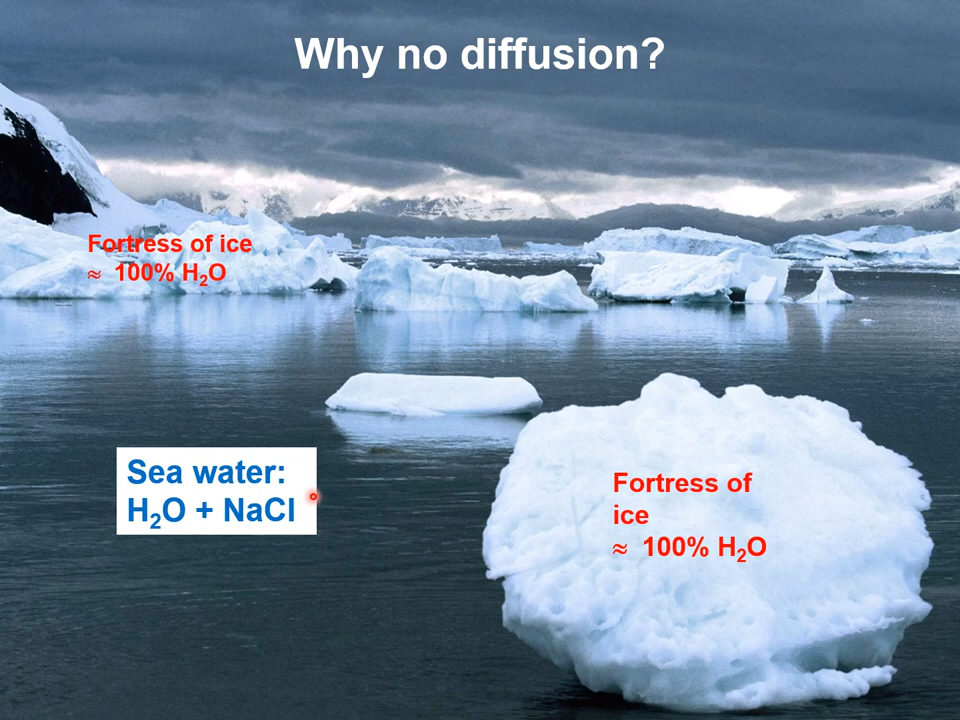 Why no diffusion?
Fortress of ice
≈ 100% H₂O
Sea water:
H₂O + NaCl
Fortress of
ice
≈ 100% H₂O